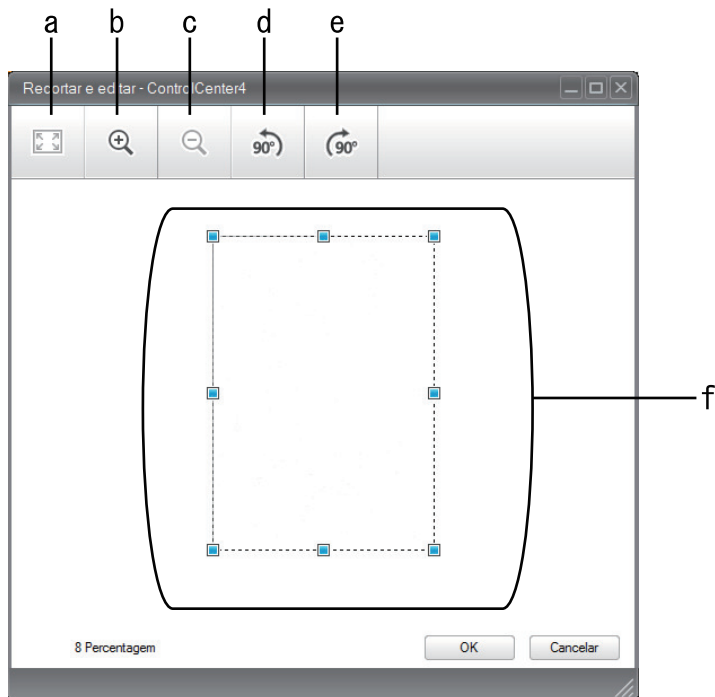 a b c d e
Recortar e editar - ControlCenter4
90° 90°
f
8 Percentagem OK Cancelar